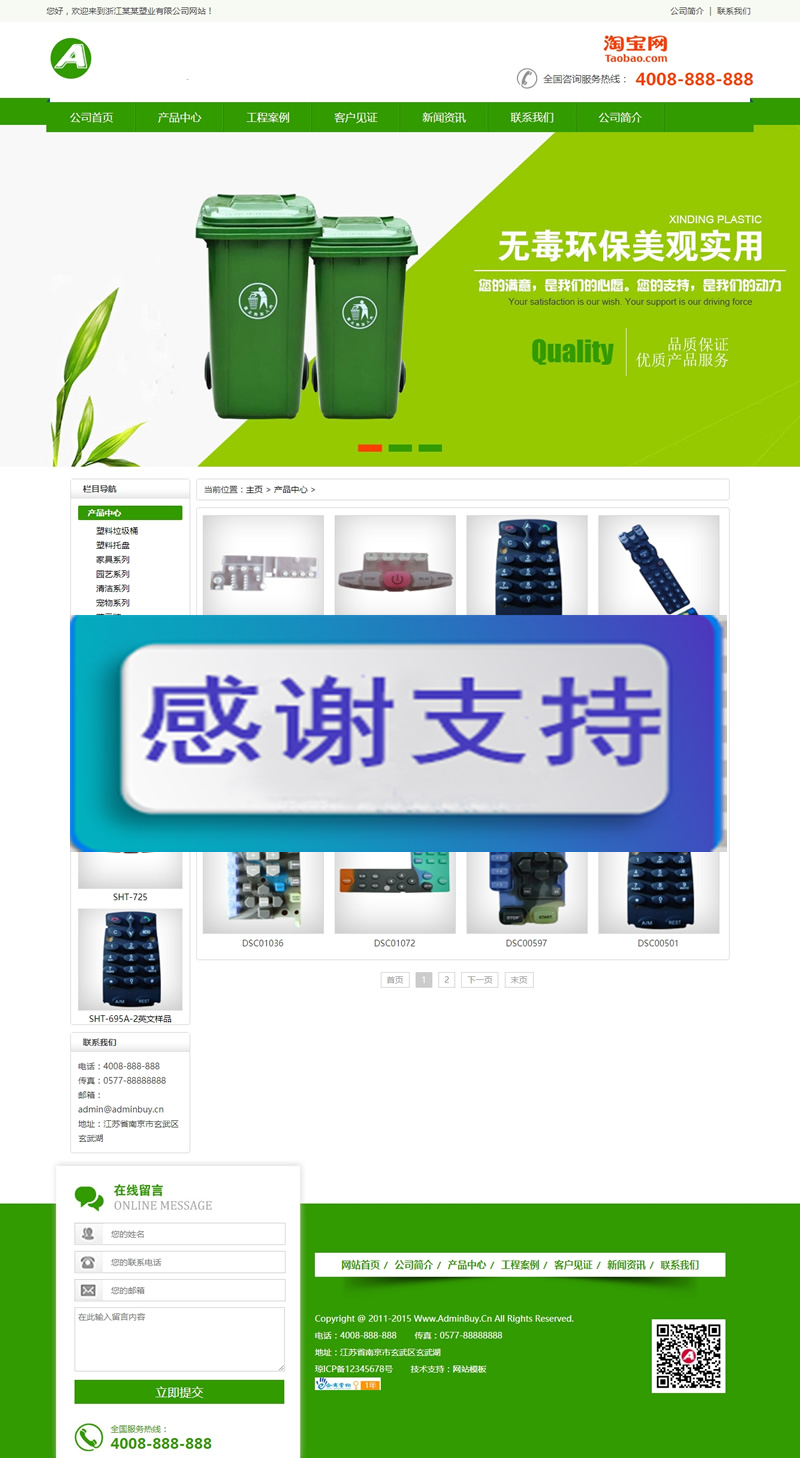 您好，欢迎来到浙江某某塑业有限公司网站！
公司简介 | 联系我们
淘宝网
Taobao.com
全国咨询服务热线： 4008-888-888
公司首页 产品中心 工程案例 客户见证 新闻资讯 联系我们 公司简介
XINDING PLASTIC
无毒环保美观实用
您的满意，是我们的心愿。您的支持，是我们的动力
Your satisfaction is our wish. Your support is our driving force
Quality
品质保证
优质产品服务
栏目导航
当前位置：主页 > 产品中心 >
产品中心
塑料垃圾桶
塑料托盘
家具系列
园艺系列
清洁系列
宠物系列
感谢支持
SHT-725
SHT-695A-2英文样品
DSC01036
DSC01072
DSC00597
DSC00501
首页 1 2 下一页 末页
联系我们
电话：4008-888-888
传真：0577-88888888
邮箱：
admin@adminbuy.cn
地址：江苏省南京市玄武区
玄武湖
在线留言
ONLINE MESSAGE
您的姓名
您的联系电话
您的邮箱
在此输入留言内容
立即提交
全国服务热线：
4008-888-888
网站首页 / 公司简介 / 产品中心 / 工程案例 / 客户见证 / 新闻资讯 / 联系我们
Copyright @ 2011-2015 Www.AdminBuy.Cn All Rights Reserved.
电话：4008-888-888 传真：0577-88888888
地址：江苏省南京市玄武区玄武湖
琼ICP备12345678号 技术支持：网站模板
1年